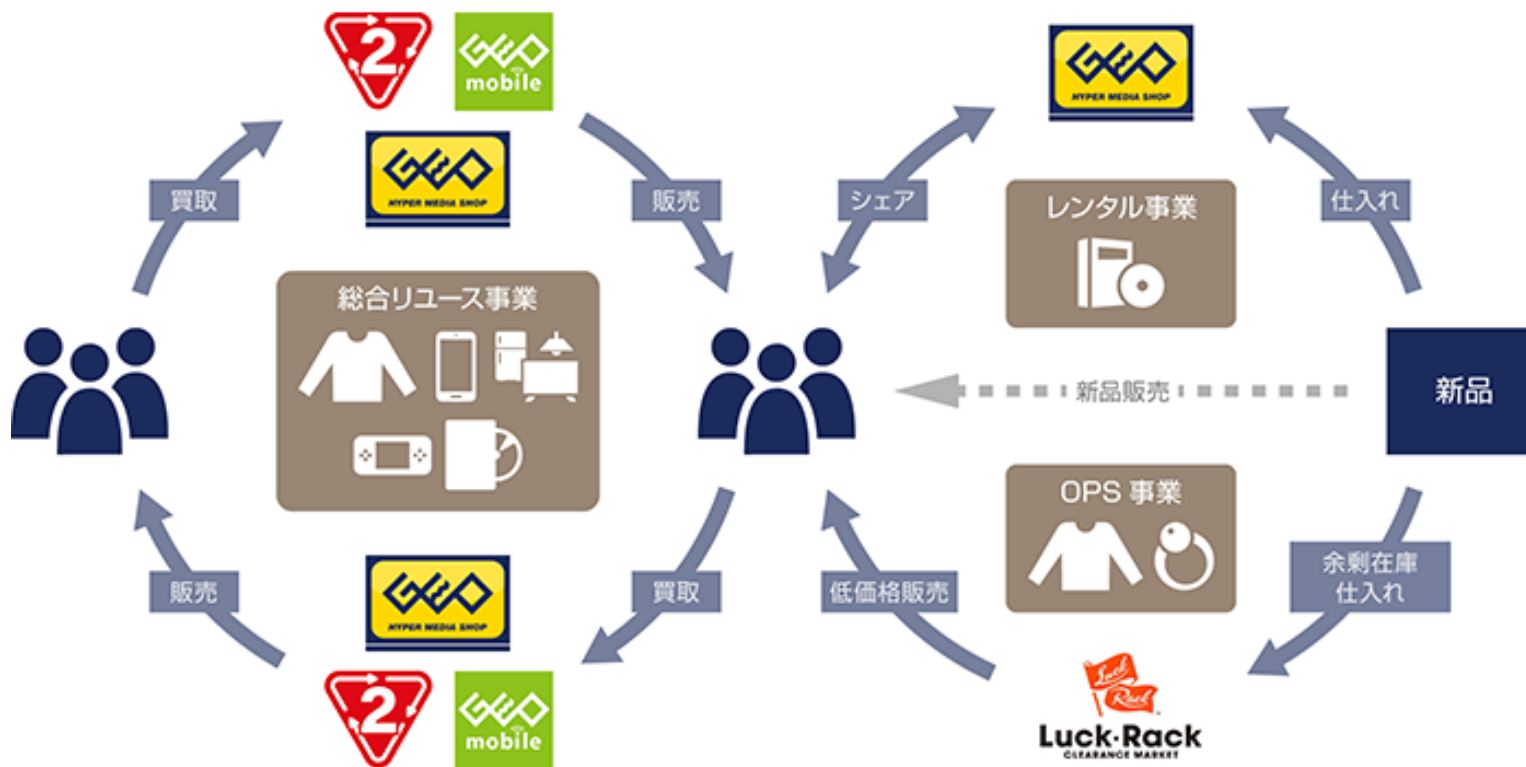 2
GEO
mobile
GEO
HYPER MEDIA SHOP
GEO
HYPER MEDIA SHOP
買取
販売
シェア
仕入れ
総合リユース事業
レンタル事業
新品販売
新品
OPS 事業
販売
買取
低価格販売
余剰在庫
仕入れ
GEO
HYPER MEDIA SHOP
2
GEO
mobile
Luck
Rack
Luck·Rack
CLEARANCE MARKET